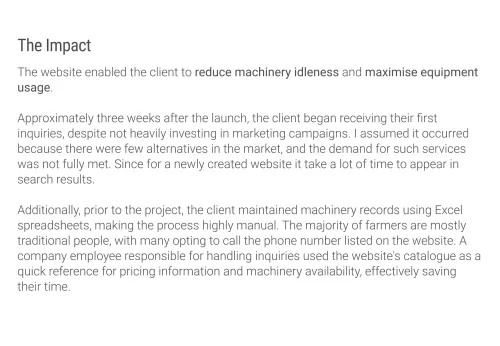 The Impact
The website enabled the client to reduce machinery idleness and maximise equipment
usage.
Approximately three weeks after the launch, the client began receiving their first
inquiries, despite not heavily investing in marketing campaigns. I assumed it occurred
because there were few alternatives in the market, and the demand for such services
was not fully met. Since for a newly created website it take a lot of time to appear in
search results.
Additionally, prior to the project, the client maintained machinery records using Excel
spreadsheets, making the process highly manual. The majority of farmers are mostly
traditional people, with many opting to call the phone number listed on the website. A
company employee responsible for handling inquiries used the website's catalogue as a
quick reference for pricing information and machinery availability, effectively saving
their time.